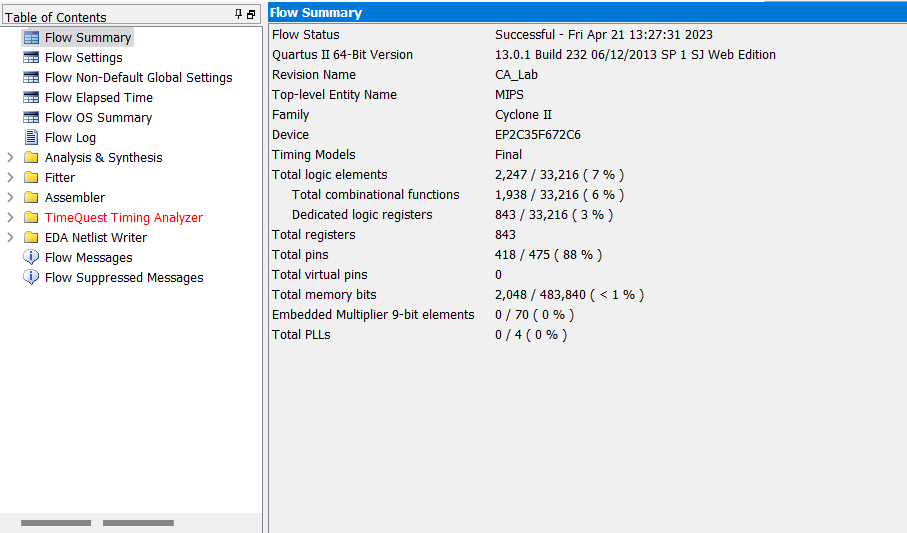 Table of Contents
Flow Summary
Flow Settings
Flow Non-Default Global Settings
Flow Elapsed Time
Flow OS Summary
Flow Log
Analysis & Synthesis
Fitter
Assembler
TimeQuest Timing Analyzer
EDA Netlist Writer
Flow Messages
Flow Suppressed Messages
Flow Summary
Flow Status Successful - Fri Apr 21 13:27:31 2023
Quartus II 64-Bit Version 13.0.1 Build 232 06/12/2013 SP 1 SJ Web Edition
Revision Name CA_Lab
Top-level Entity Name MIPS
Family Cyclone II
Device EP2C35F672C6
Timing Models Final
Total logic elements 2,247 / 33,216 ( 7 % )
Total combinational functions 1,938 / 33,216 ( 6 % )
Dedicated logic registers 843 / 33,216 ( 3 % )
Total registers 843
Total pins 418 / 475 ( 88 % )
Total virtual pins 0
Total memory bits 2,048 / 483,840 ( < 1 % )
Embedded Multiplier 9-bit elements 0 / 70 ( 0 % )
Total PLLs 0 / 4 ( 0 % )